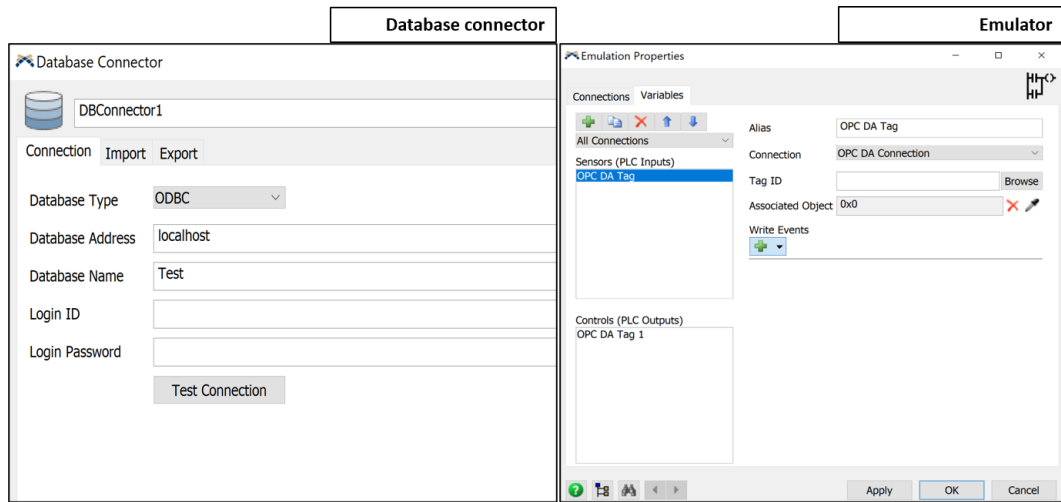 Database connector
Database Connector
DBConnector1
Connection Import Export
Database Type ODBC
Database Address localhost
Database Name Test
Login ID
Login Password
Test Connection
Emulator
Emulation Properties
Connections Variables
All Connections
Sensors (PLC Inputs)
OPC DA Tag
Controls (PLC Outputs)
OPC DA Tag 1
Alias OPC DA Tag
Connection OPC DA Connection
Tag ID Browse
Associated Object 0x0
Write Events
Apply OK Cancel